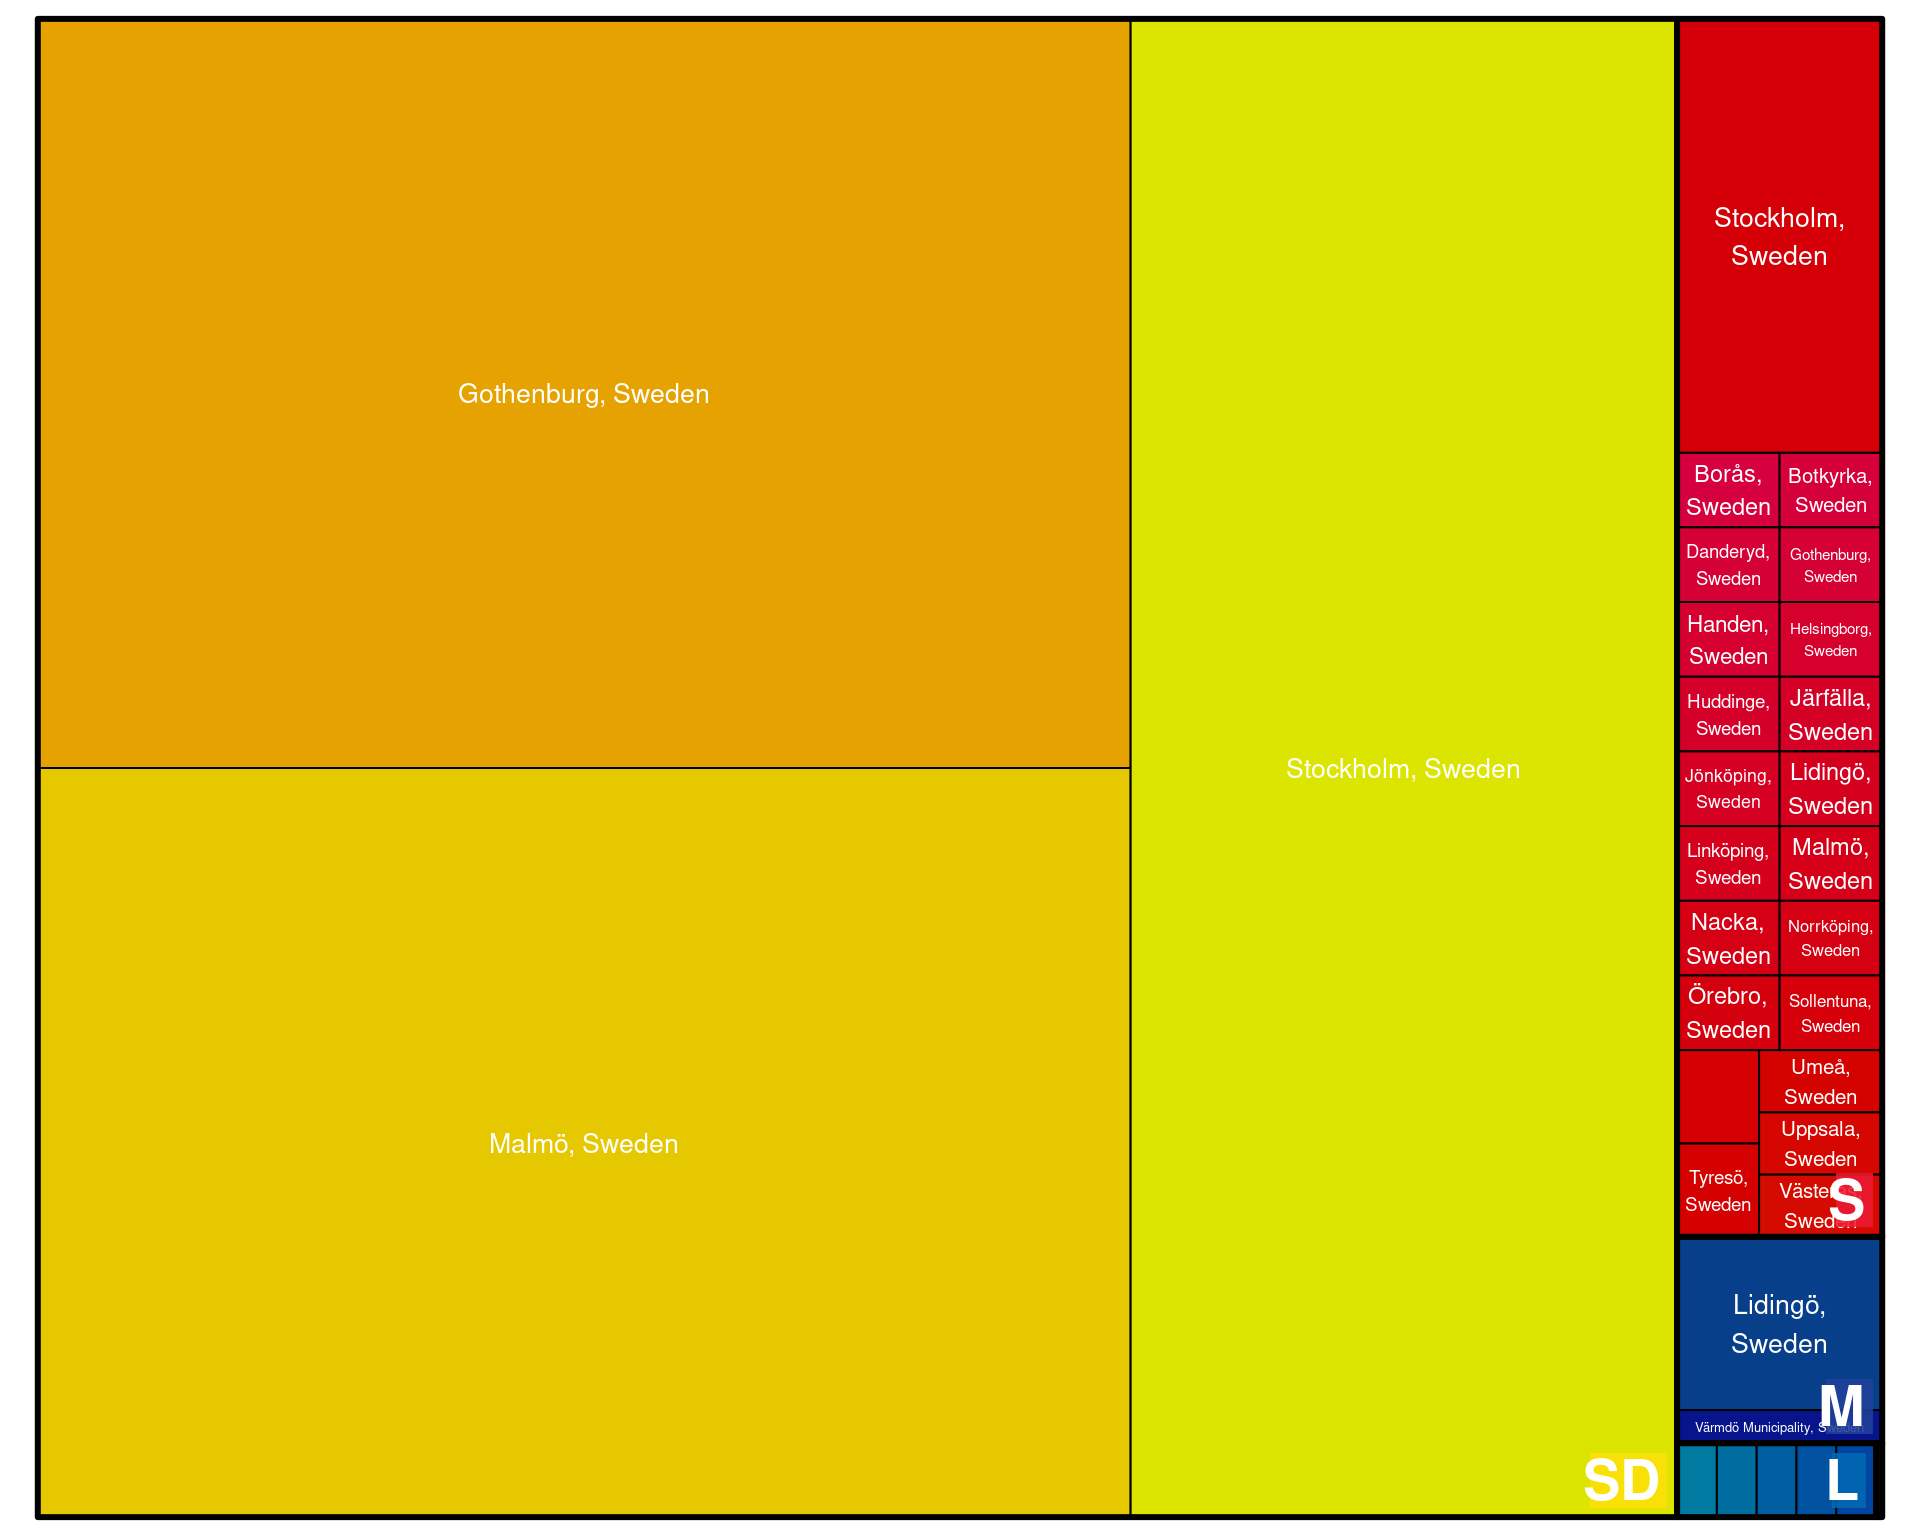 Gothenburg, Sweden
Malmö, Sweden
Stockholm, Sweden
SD
Stockholm,
Sweden
Borås,
Sweden
Botkyrka,
Sweden
Danderyd,
Sweden
Gothenburg,
Sweden
Handen,
Sweden
Helsingborg,
Sweden
Huddinge,
Sweden
Järfälla,
Sweden
Jönköping,
Sweden
Lidingö,
Sweden
Linköping,
Sweden
Malmö,
Sweden
Nacka,
Sweden
Norrköping,
Sweden
Örebro,
Sweden
Sollentuna,
Sweden
Umeå,
Sweden
Uppsala,
Sweden
Tyresö,
Sweden
Sweden
S
Lidingö,
Sweden
M
Värmdö Municipality, Sweden
L